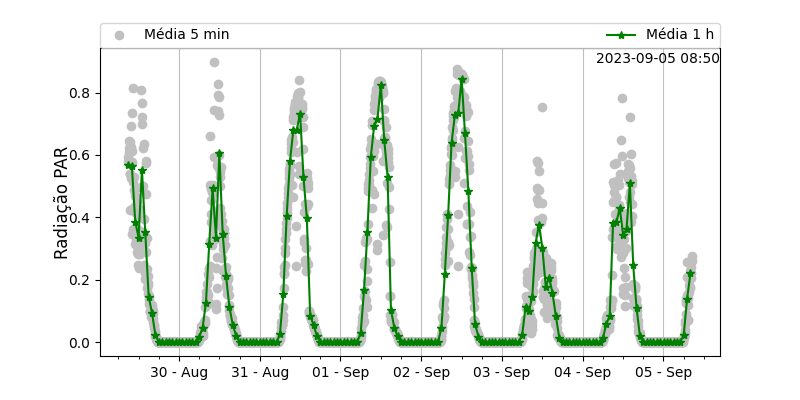 Média 5 min
Média 1 h
2023-09-05 08:50
Radiação PAR
0.8
0.6
0.4
0.2
0.0
30 - Aug
31 - Aug
01 - Sep
02 - Sep
03 - Sep
04 - Sep
05 - Sep